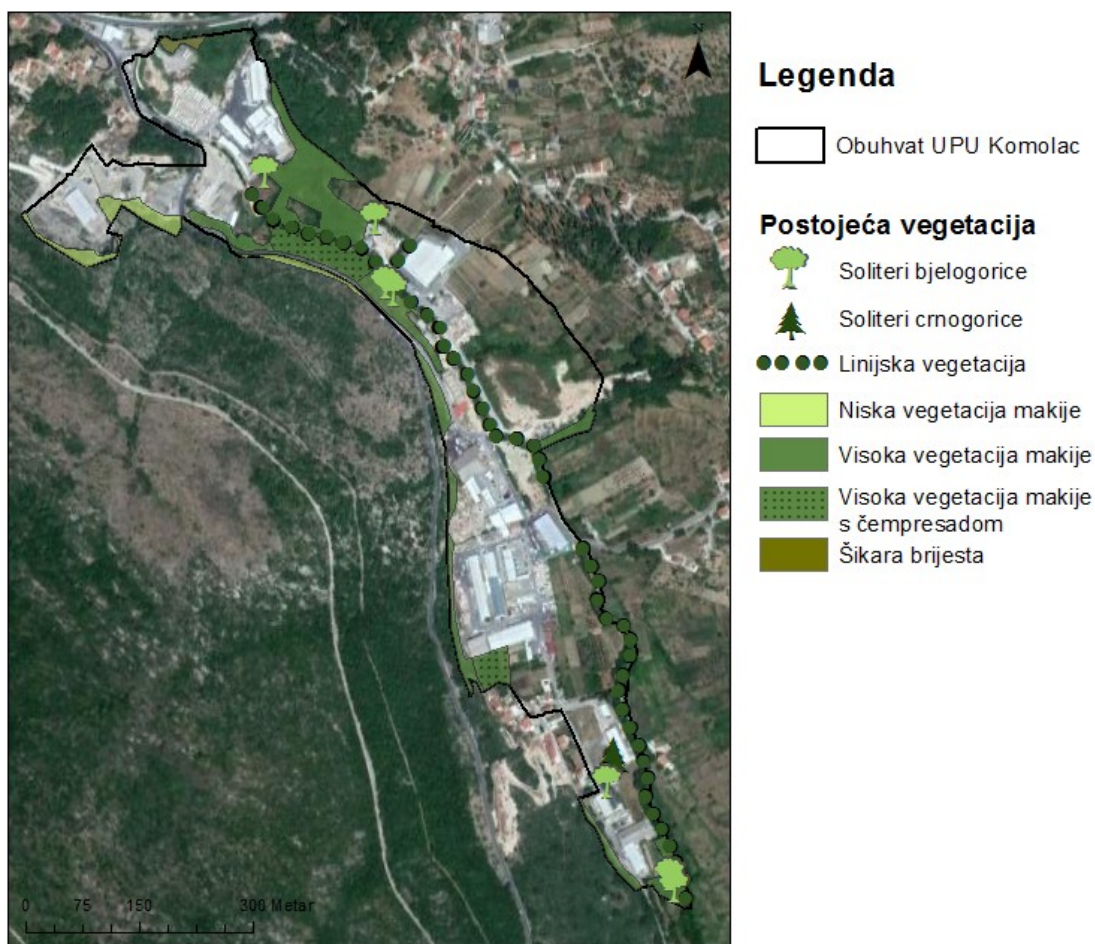 N
Legenda
Obuhvat UPU Komolac
Postojeća vegetacija
Soliteri bjelogorice
Soliteri crnogorice
Linijska vegetacija
Niska vegetacija makije
Visoka vegetacija makije
Visoka vegetacija makije
s čempresadom
Šikara brijesta
0 75 150 300 Metar